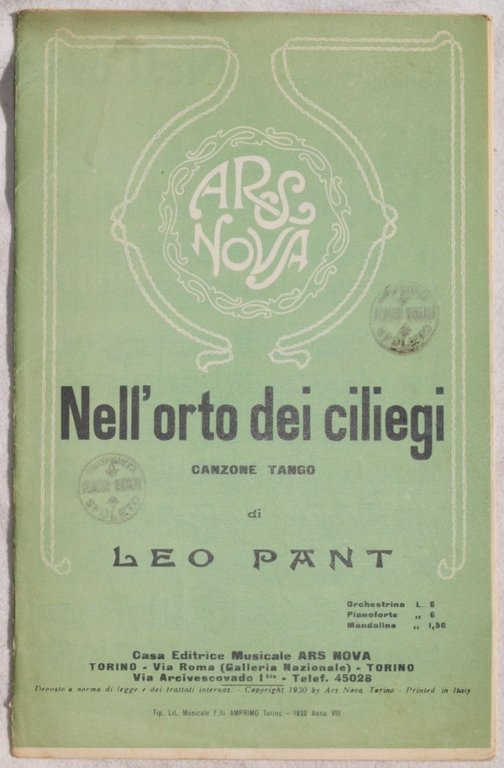 ARS
NOVA
Nell'orto dei ciliegi
CANZONE TANGO
di
LEO PANT
Orchestrina L. 6
Pianoforte „ 6
Mandolino „ 1,50
Casa Editrice Musicale ARS NOVA
TORINO - Via Roma (Galleria Nazionale) - TORINO
Via Arcivescovado 1 bis - Telef. 45028
Deposto a norma di legge e dei trattati internaz. - Copyright 1930 by Ars Nova Torino - Printed in Italy
Tip. Lit. Musicale F.lli AMPRIMO Torino - 1930 Anno VIII
SPOLETO